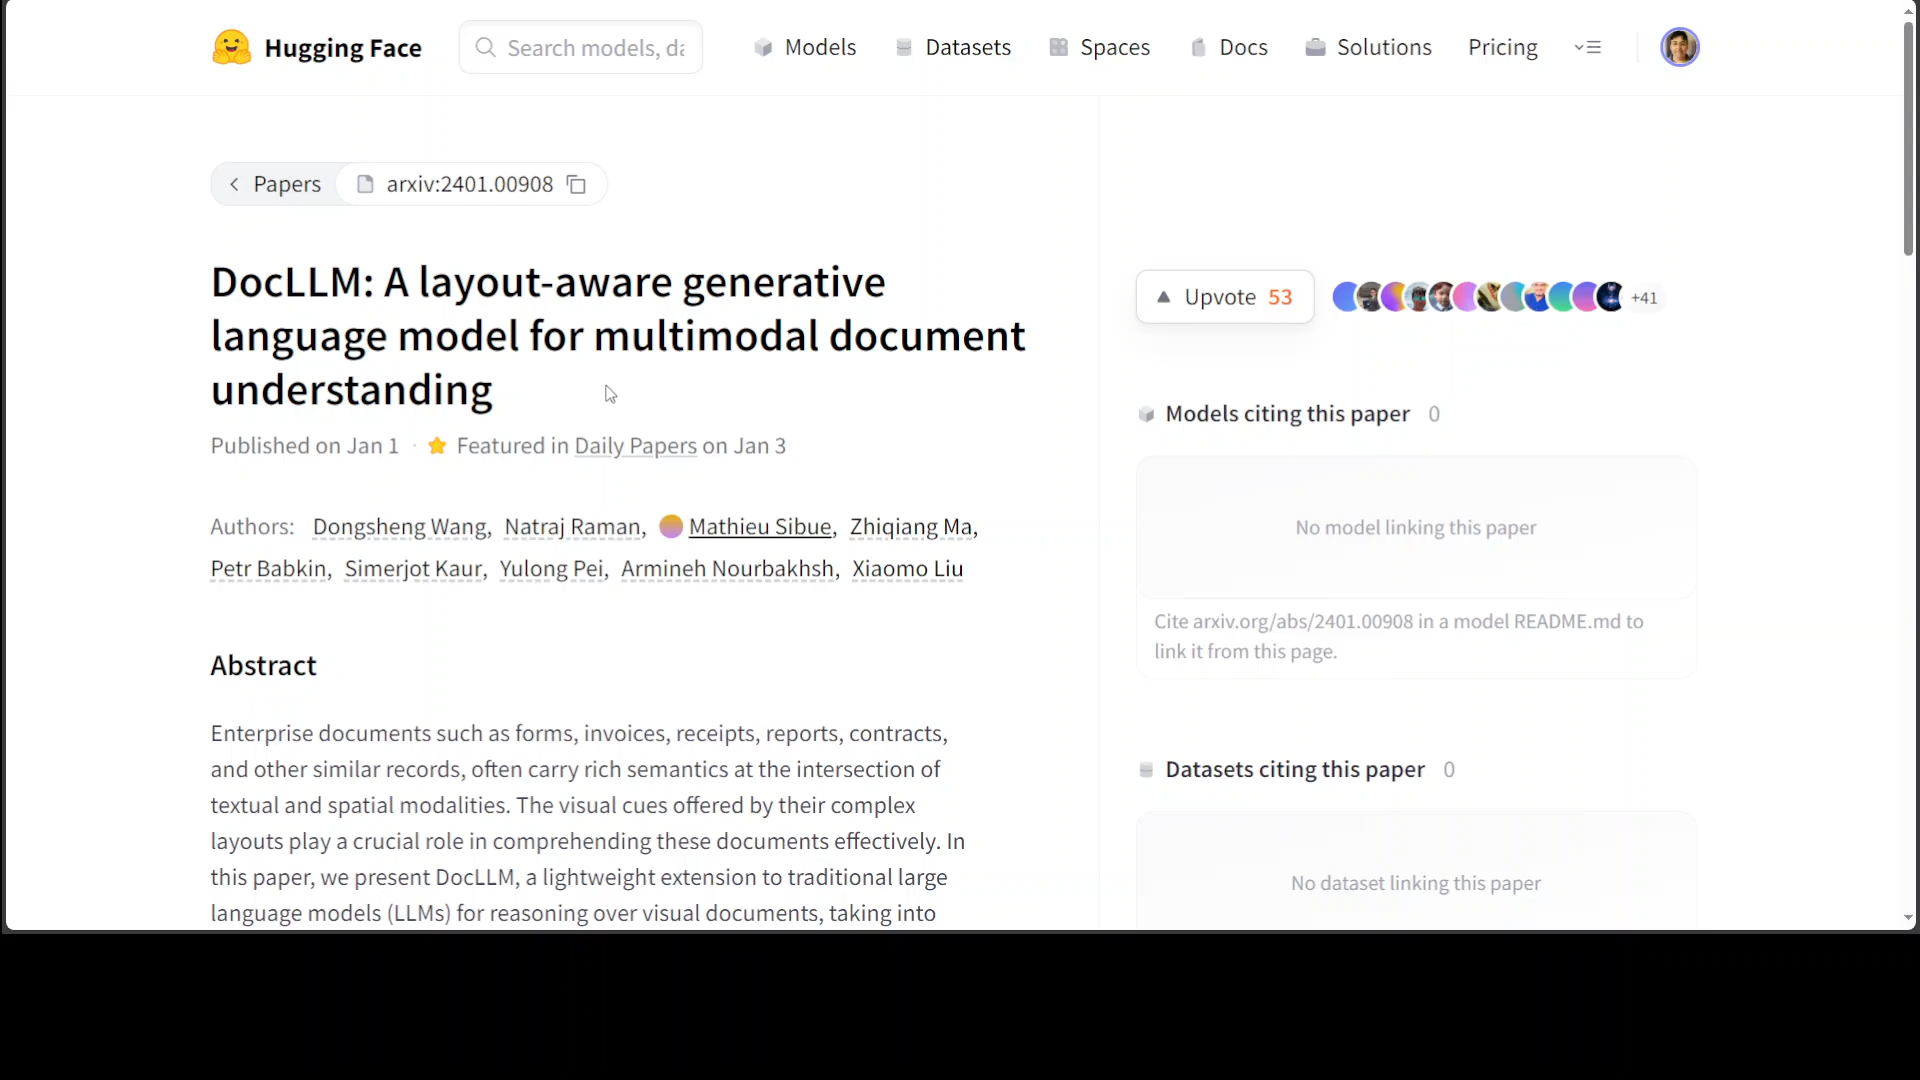 Hugging Face
Search models, da
Models
Datasets
Spaces
Docs
Solutions
Pricing
Papers
arxiv:2401.00908
DocLLM: A layout-aware generative
language model for multimodal document
understanding
Published on Jan 1 · Featured in Daily Papers on Jan 3
Authors: Dongsheng Wang, Natraj Raman, Mathieu Sibue, Zhiqiang Ma,
Petr Babkin, Simerjot Kaur, Yulong Pei, Armineh Nourbakhsh, Xiaomo Liu
Abstract
Enterprise documents such as forms, invoices, receipts, reports, contracts,
and other similar records, often carry rich semantics at the intersection of
textual and spatial modalities. The visual cues offered by their complex
layouts play a crucial role in comprehending these documents effectively. In
this paper, we present DocLLM, a lightweight extension to traditional large
language models (LLMs) for reasoning over visual documents, taking into
Upvote 53
+41
Models citing this paper 0
No model linking this paper
Cite arxiv.org/abs/2401.00908 in a model README.md to
link it from this page.
Datasets citing this paper 0
No dataset linking this paper